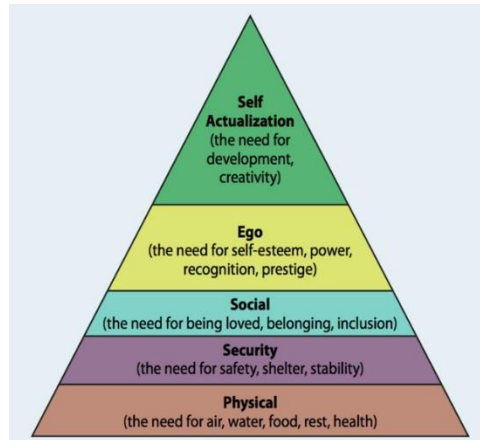 Self
Actualization
(the need for
development,
creativity)
Ego
(the need for self-esteem, power,
recognition, prestige)
Social
(the need for being loved, belonging, inclusion)
Security
(the need for safety, shelter, stability)
Physical
(the need for air, water, food, rest, health)